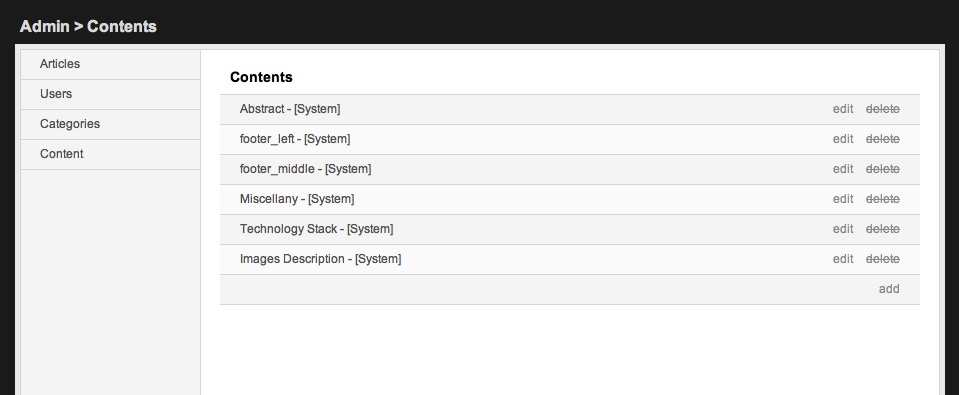 Admin > Contents
Articles
Users
Categories
Content
Contents
Abstract - [System] edit delete
footer_left - [System] edit delete
footer_middle - [System] edit delete
Miscellany - [System] edit delete
Technology Stack - [System] edit delete
Images Description - [System] edit delete
add